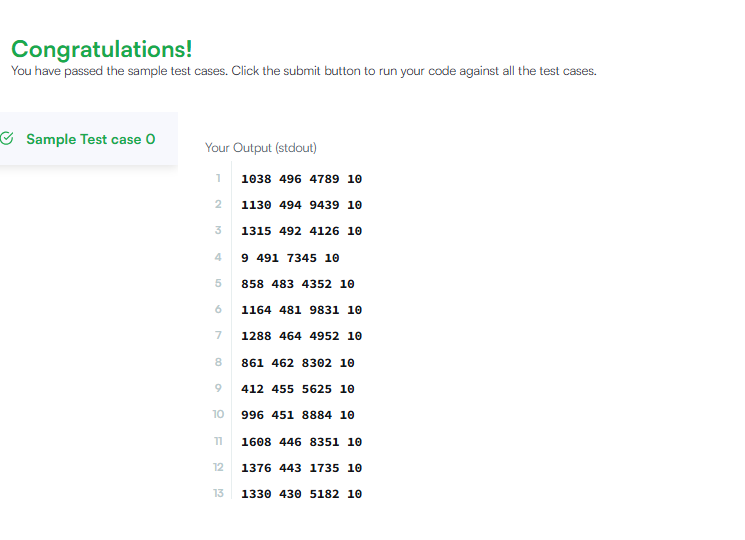 Congratulations!
You have passed the sample test cases. Click the submit button to run your code against all the test cases.
Sample Test case 0
Your Output (stdout)
1 1038 496 4789 10
2 1130 494 9439 10
3 1315 492 4126 10
4 9 491 7345 10
5 858 483 4352 10
6 1164 481 9831 10
7 1288 464 4952 10
8 861 462 8302 10
9 412 455 5625 10
10 996 451 8884 10
11 1608 446 8351 10
12 1376 443 1735 10
13 1330 430 5182 10